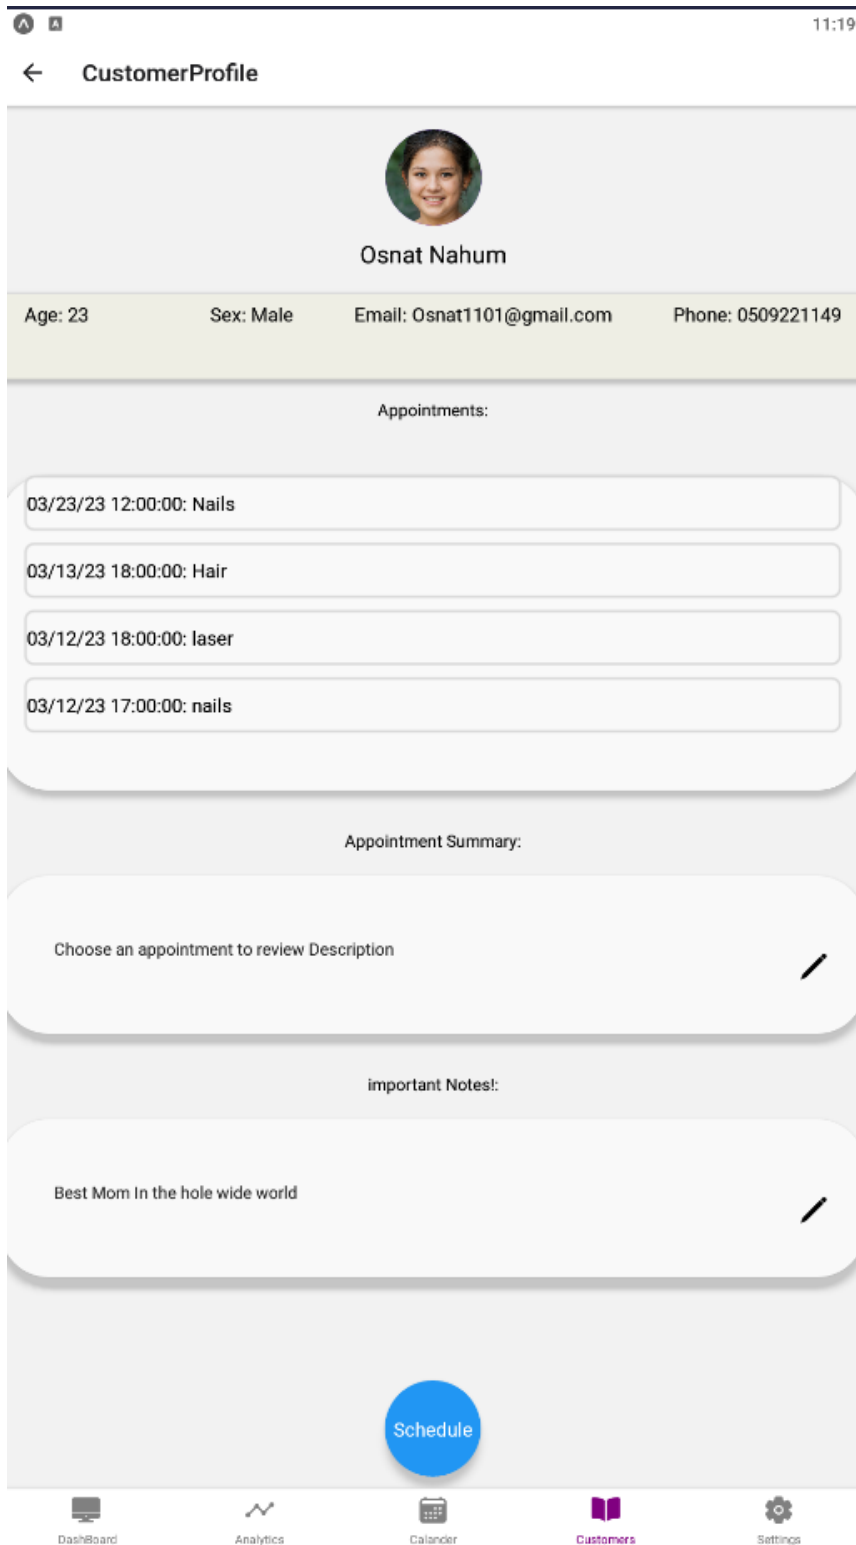 11:19
CustomerProfile
Osnat Nahum
Age: 23 Sex: Male Email: Osnat1101@gmail.com Phone: 0509221149
Appointments:
03/23/23 12:00:00: Nails
03/13/23 18:00:00: Hair
03/12/23 18:00:00: laser
03/12/23 17:00:00: nails
Appointment Summary:
Choose an appointment to review Description
important Notes!:
Best Mom In the hole wide world
Schedule
DashBoard Analytics Calander Customers Settings